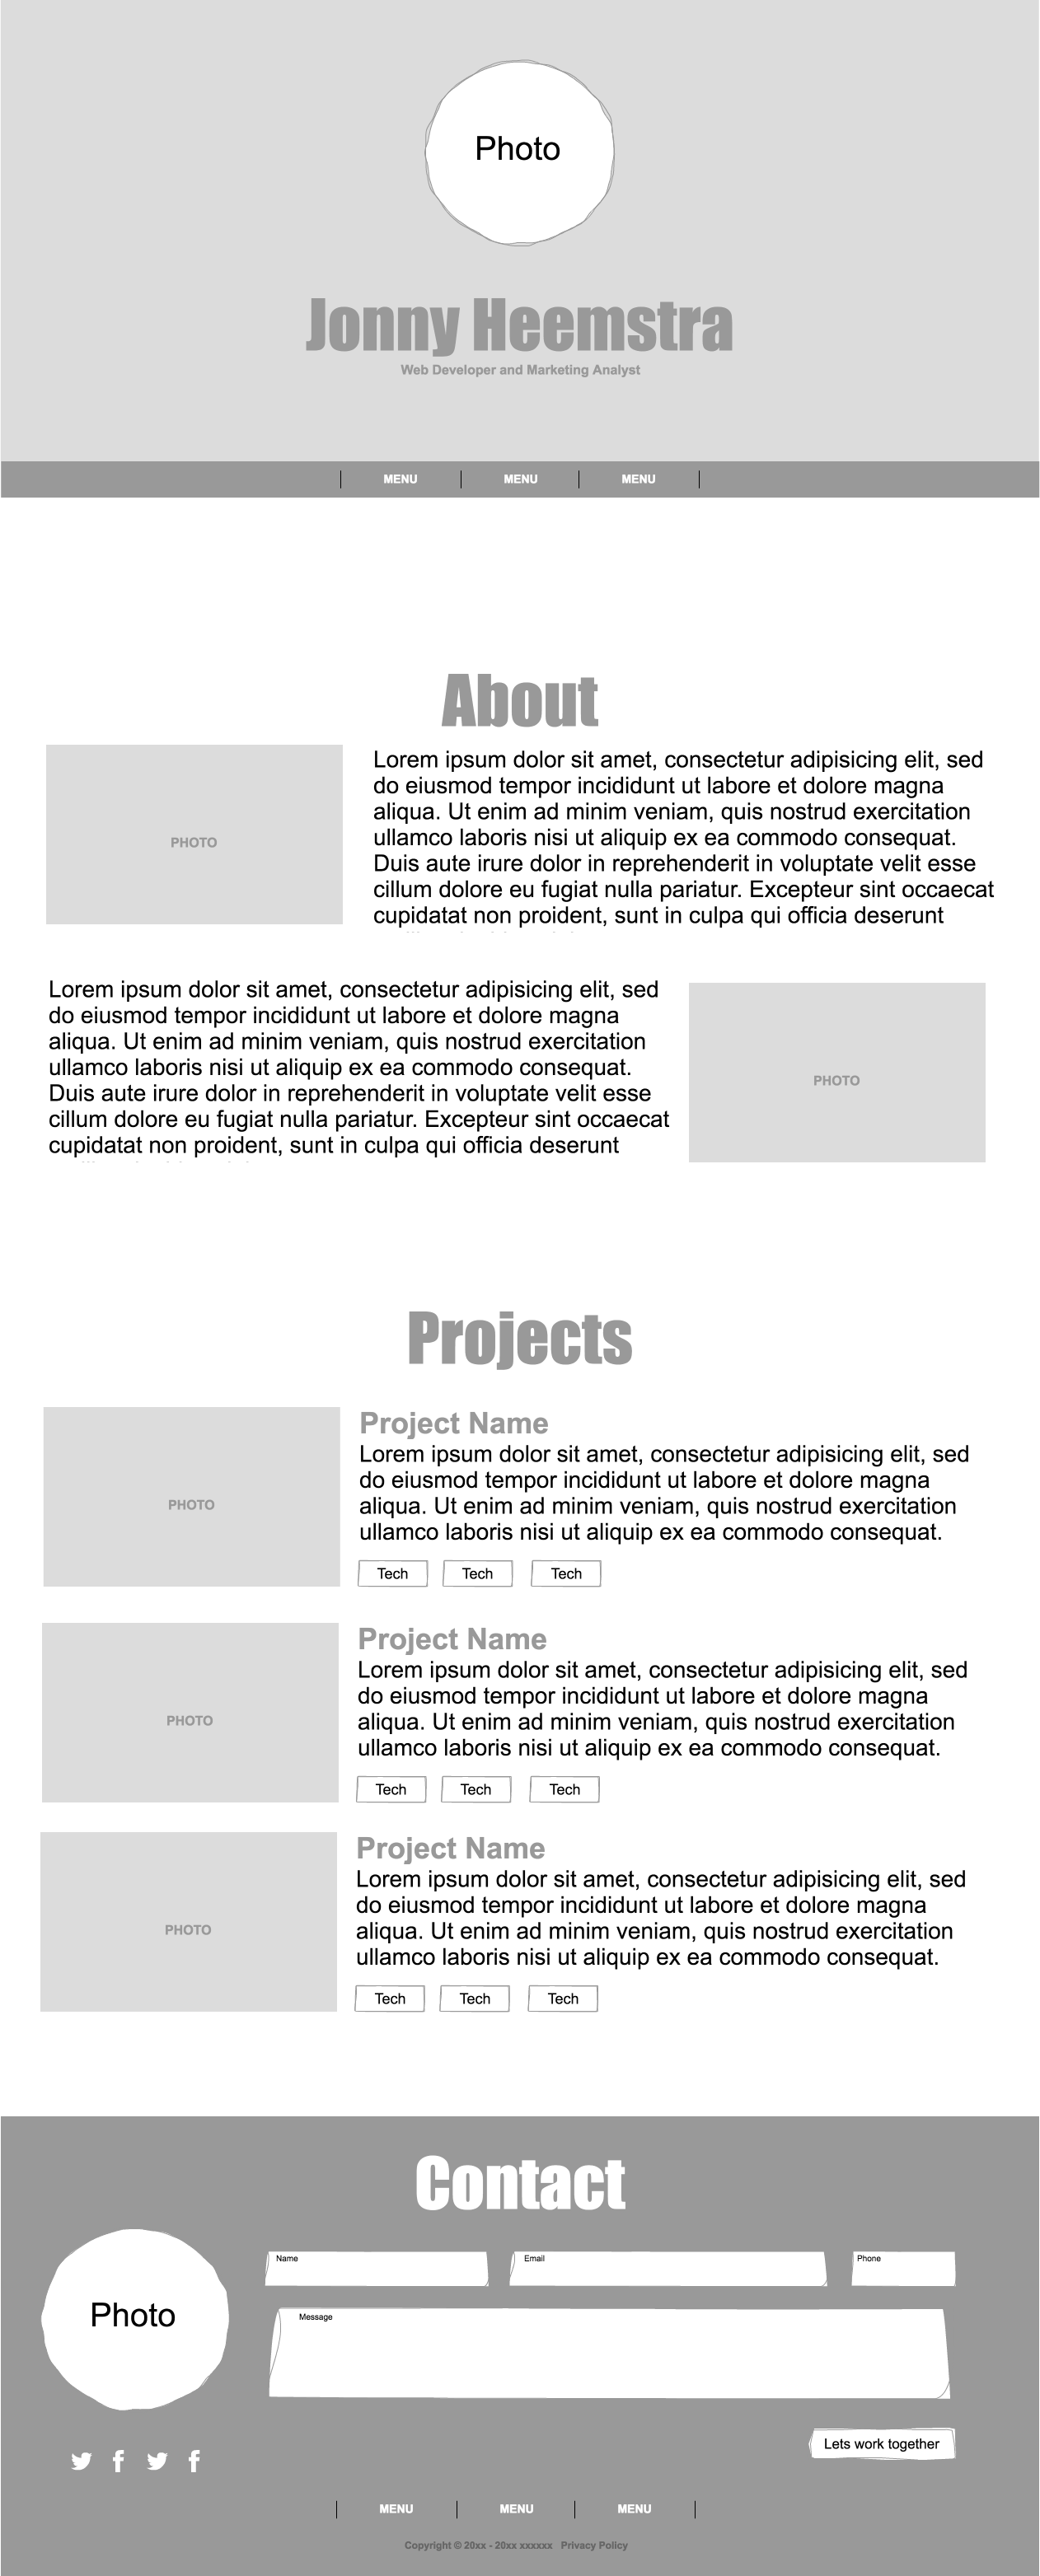 Photo
Jonny Heemstra
Web Developer and Marketing Analyst
MENU MENU MENU
About
PHOTO
Lorem ipsum dolor sit amet, consectetur adipisicing elit, sed
do eiusmod tempor incididunt ut labore et dolore magna
aliqua. Ut enim ad minim veniam, quis nostrud exercitation
ullamco laboris nisi ut aliquip ex ea commodo consequat.
Duis aute irure dolor in reprehenderit in voluptate velit esse
cillum dolore eu fugiat nulla pariatur. Excepteur sint occaecat
cupidatat non proident, sunt in culpa qui officia deserunt
Lorem ipsum dolor sit amet, consectetur adipisicing elit, sed
do eiusmod tempor incididunt ut labore et dolore magna
aliqua. Ut enim ad minim veniam, quis nostrud exercitation
ullamco laboris nisi ut aliquip ex ea commodo consequat.
Duis aute irure dolor in reprehenderit in voluptate velit esse
cillum dolore eu fugiat nulla pariatur. Excepteur sint occaecat
cupidatat non proident, sunt in culpa qui officia deserunt
PHOTO
Projects
PHOTO
Project Name
Lorem ipsum dolor sit amet, consectetur adipisicing elit, sed
do eiusmod tempor incididunt ut labore et dolore magna
aliqua. Ut enim ad minim veniam, quis nostrud exercitation
ullamco laboris nisi ut aliquip ex ea commodo consequat.
Tech Tech Tech
PHOTO
Project Name
Lorem ipsum dolor sit amet, consectetur adipisicing elit, sed
do eiusmod tempor incididunt ut labore et dolore magna
aliqua. Ut enim ad minim veniam, quis nostrud exercitation
ullamco laboris nisi ut aliquip ex ea commodo consequat.
Tech Tech Tech
PHOTO
Project Name
Lorem ipsum dolor sit amet, consectetur adipisicing elit, sed
do eiusmod tempor incididunt ut labore et dolore magna
aliqua. Ut enim ad minim veniam, quis nostrud exercitation
ullamco laboris nisi ut aliquip ex ea commodo consequat.
Tech Tech Tech
Contact
Photo
Name Email Phone
Message
Lets work together
MENU MENU MENU
Copyright © 20xx - 20xx xxxxxx Privacy Policy